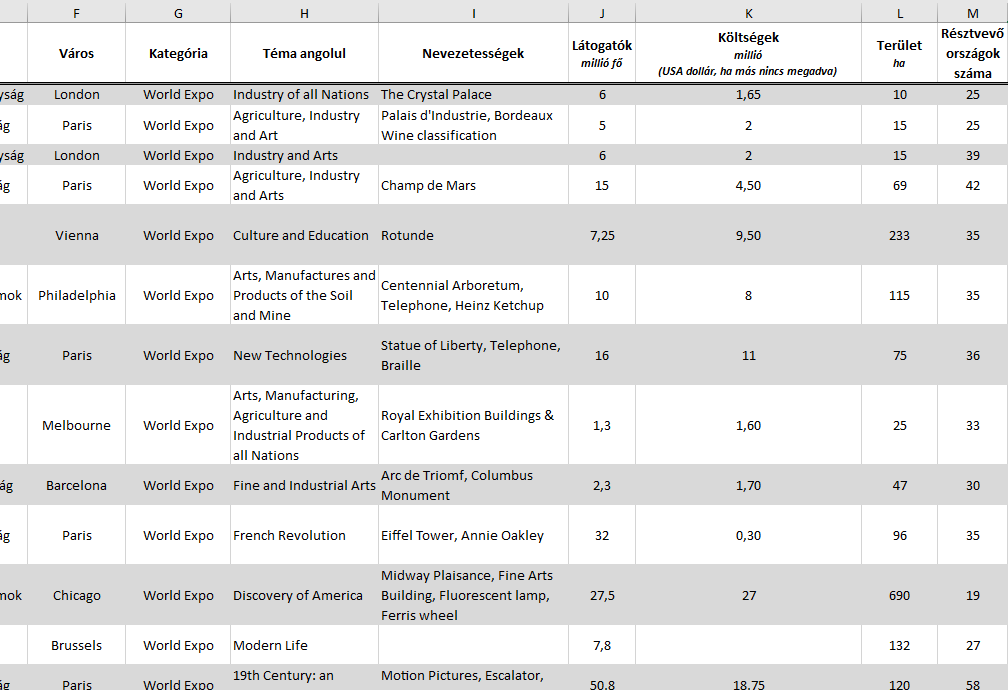 F G H I J K L M
Város Kategória Téma angolul Nevezetességek Látogatók millió fő Költségek millió (USA dollár, ha más nincs megadva) Terület ha Résztvevő országok száma
yság London World Expo Industry of all Nations The Crystal Palace 6 1,65 10 25
ág Paris World Expo Agriculture, Industry and Art Palais d'Industrie, Bordeaux Wine classification 5 2 15 25
yság London World Expo Industry and Arts 6 2 15 39
ág Paris World Expo Agriculture, Industry and Arts Champ de Mars 15 4,50 69 42
Vienna World Expo Culture and Education Rotunde 7,25 9,50 233 35
mok Philadelphia World Expo Arts, Manufactures and Products of the Soil and Mine Centennial Arboretum, Telephone, Heinz Ketchup 10 8 115 35
ág Paris World Expo New Technologies Statue of Liberty, Telephone, Braille 16 11 75 36
Melbourne World Expo Arts, Manufacturing, Agriculture and Industrial Products of all Nations Royal Exhibition Buildings & Carlton Gardens 1,3 1,60 25 33
ág Barcelona World Expo Fine and Industrial Arts Arc de Triomf, Columbus Monument 2,3 1,70 47 30
ág Paris World Expo French Revolution Eiffel Tower, Annie Oakley 32 0,30 96 35
mok Chicago World Expo Discovery of America Midway Plaisance, Fine Arts Building, Fluorescent lamp, Ferris wheel 27,5 27 690 19
Brussels World Expo Modern Life 7,8 132 27
ág Paris World Expo 19th Century: an Motion Pictures, Escalator, 50,8 18,75 120 58